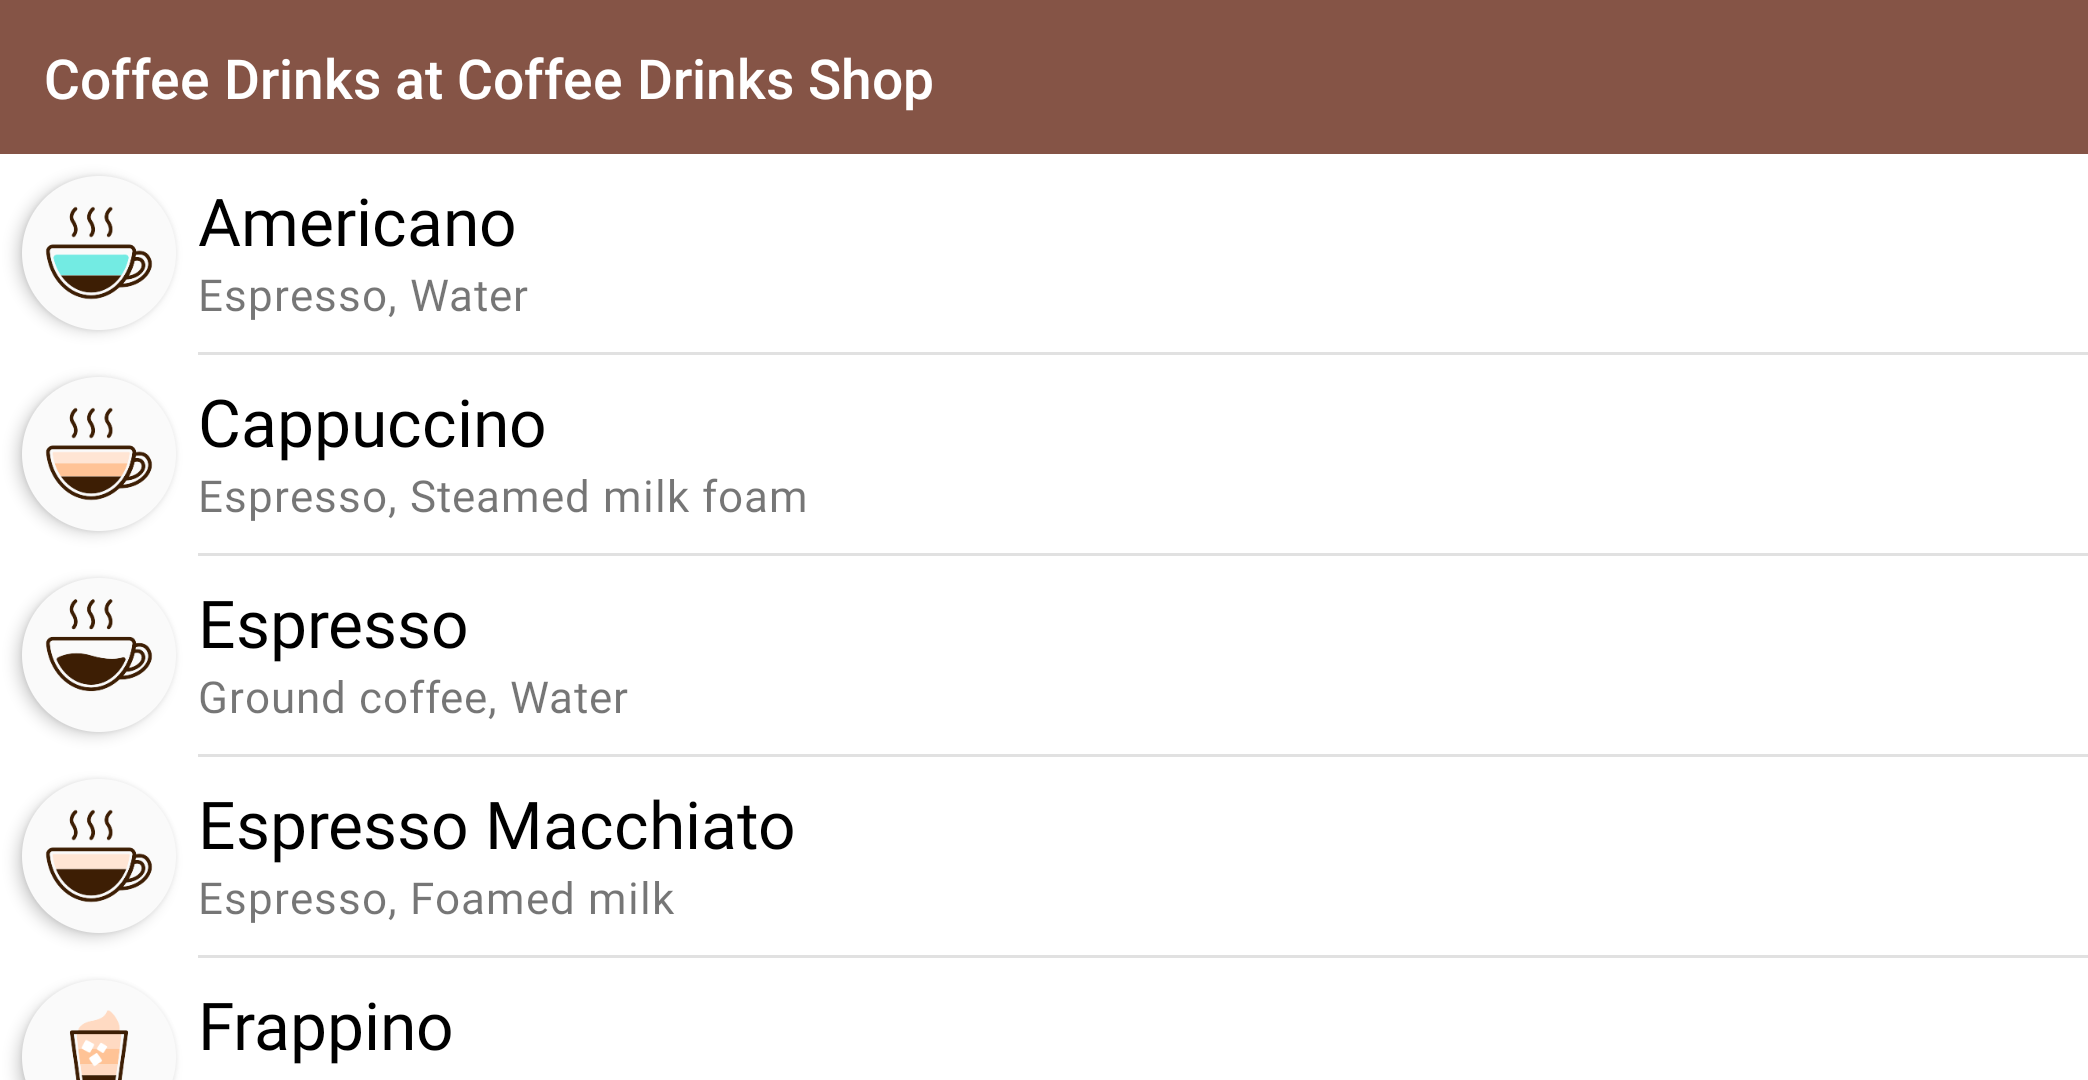 Coffee Drinks at Coffee Drinks Shop
Americano
Espresso, Water
Cappuccino
Espresso, Steamed milk foam
Espresso
Ground coffee, Water
Espresso Macchiato
Espresso, Foamed milk
Frappino